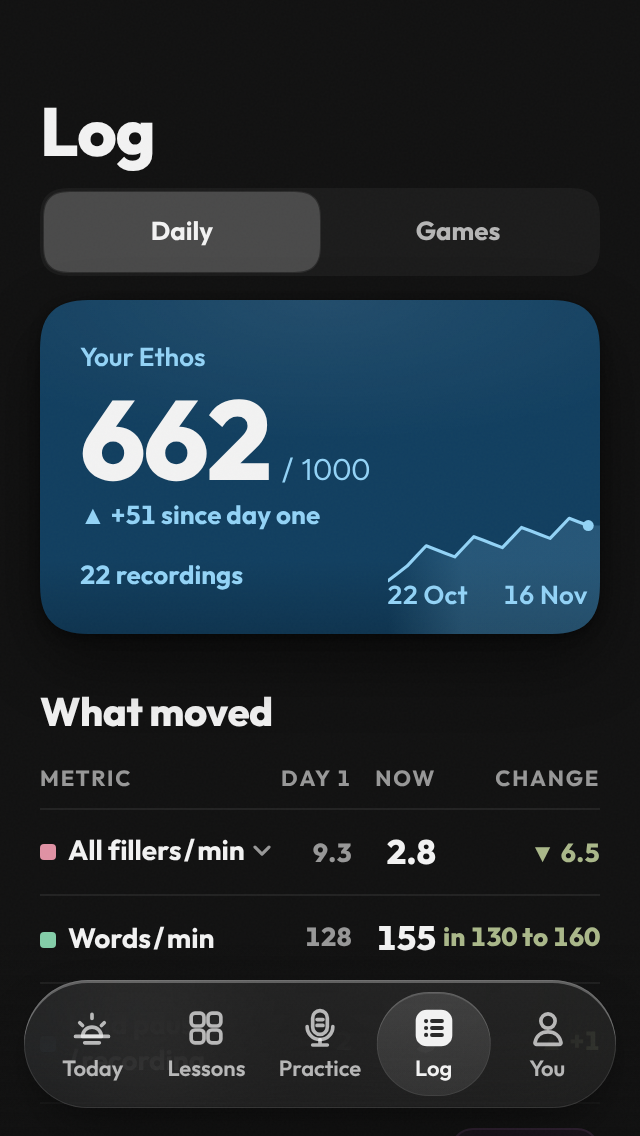 Log
Daily
Games
Your Ethos
662 / 1000
▲ +51 since day one
22 recordings
22 Oct
16 Nov
What moved
METRIC DAY 1 NOW CHANGE
All fillers/min 9.3 2.8 ▼ 6.5
Words/min 128 155 in 130 to 160
+1
/recording
Today
Lessons
Practice
Log
You